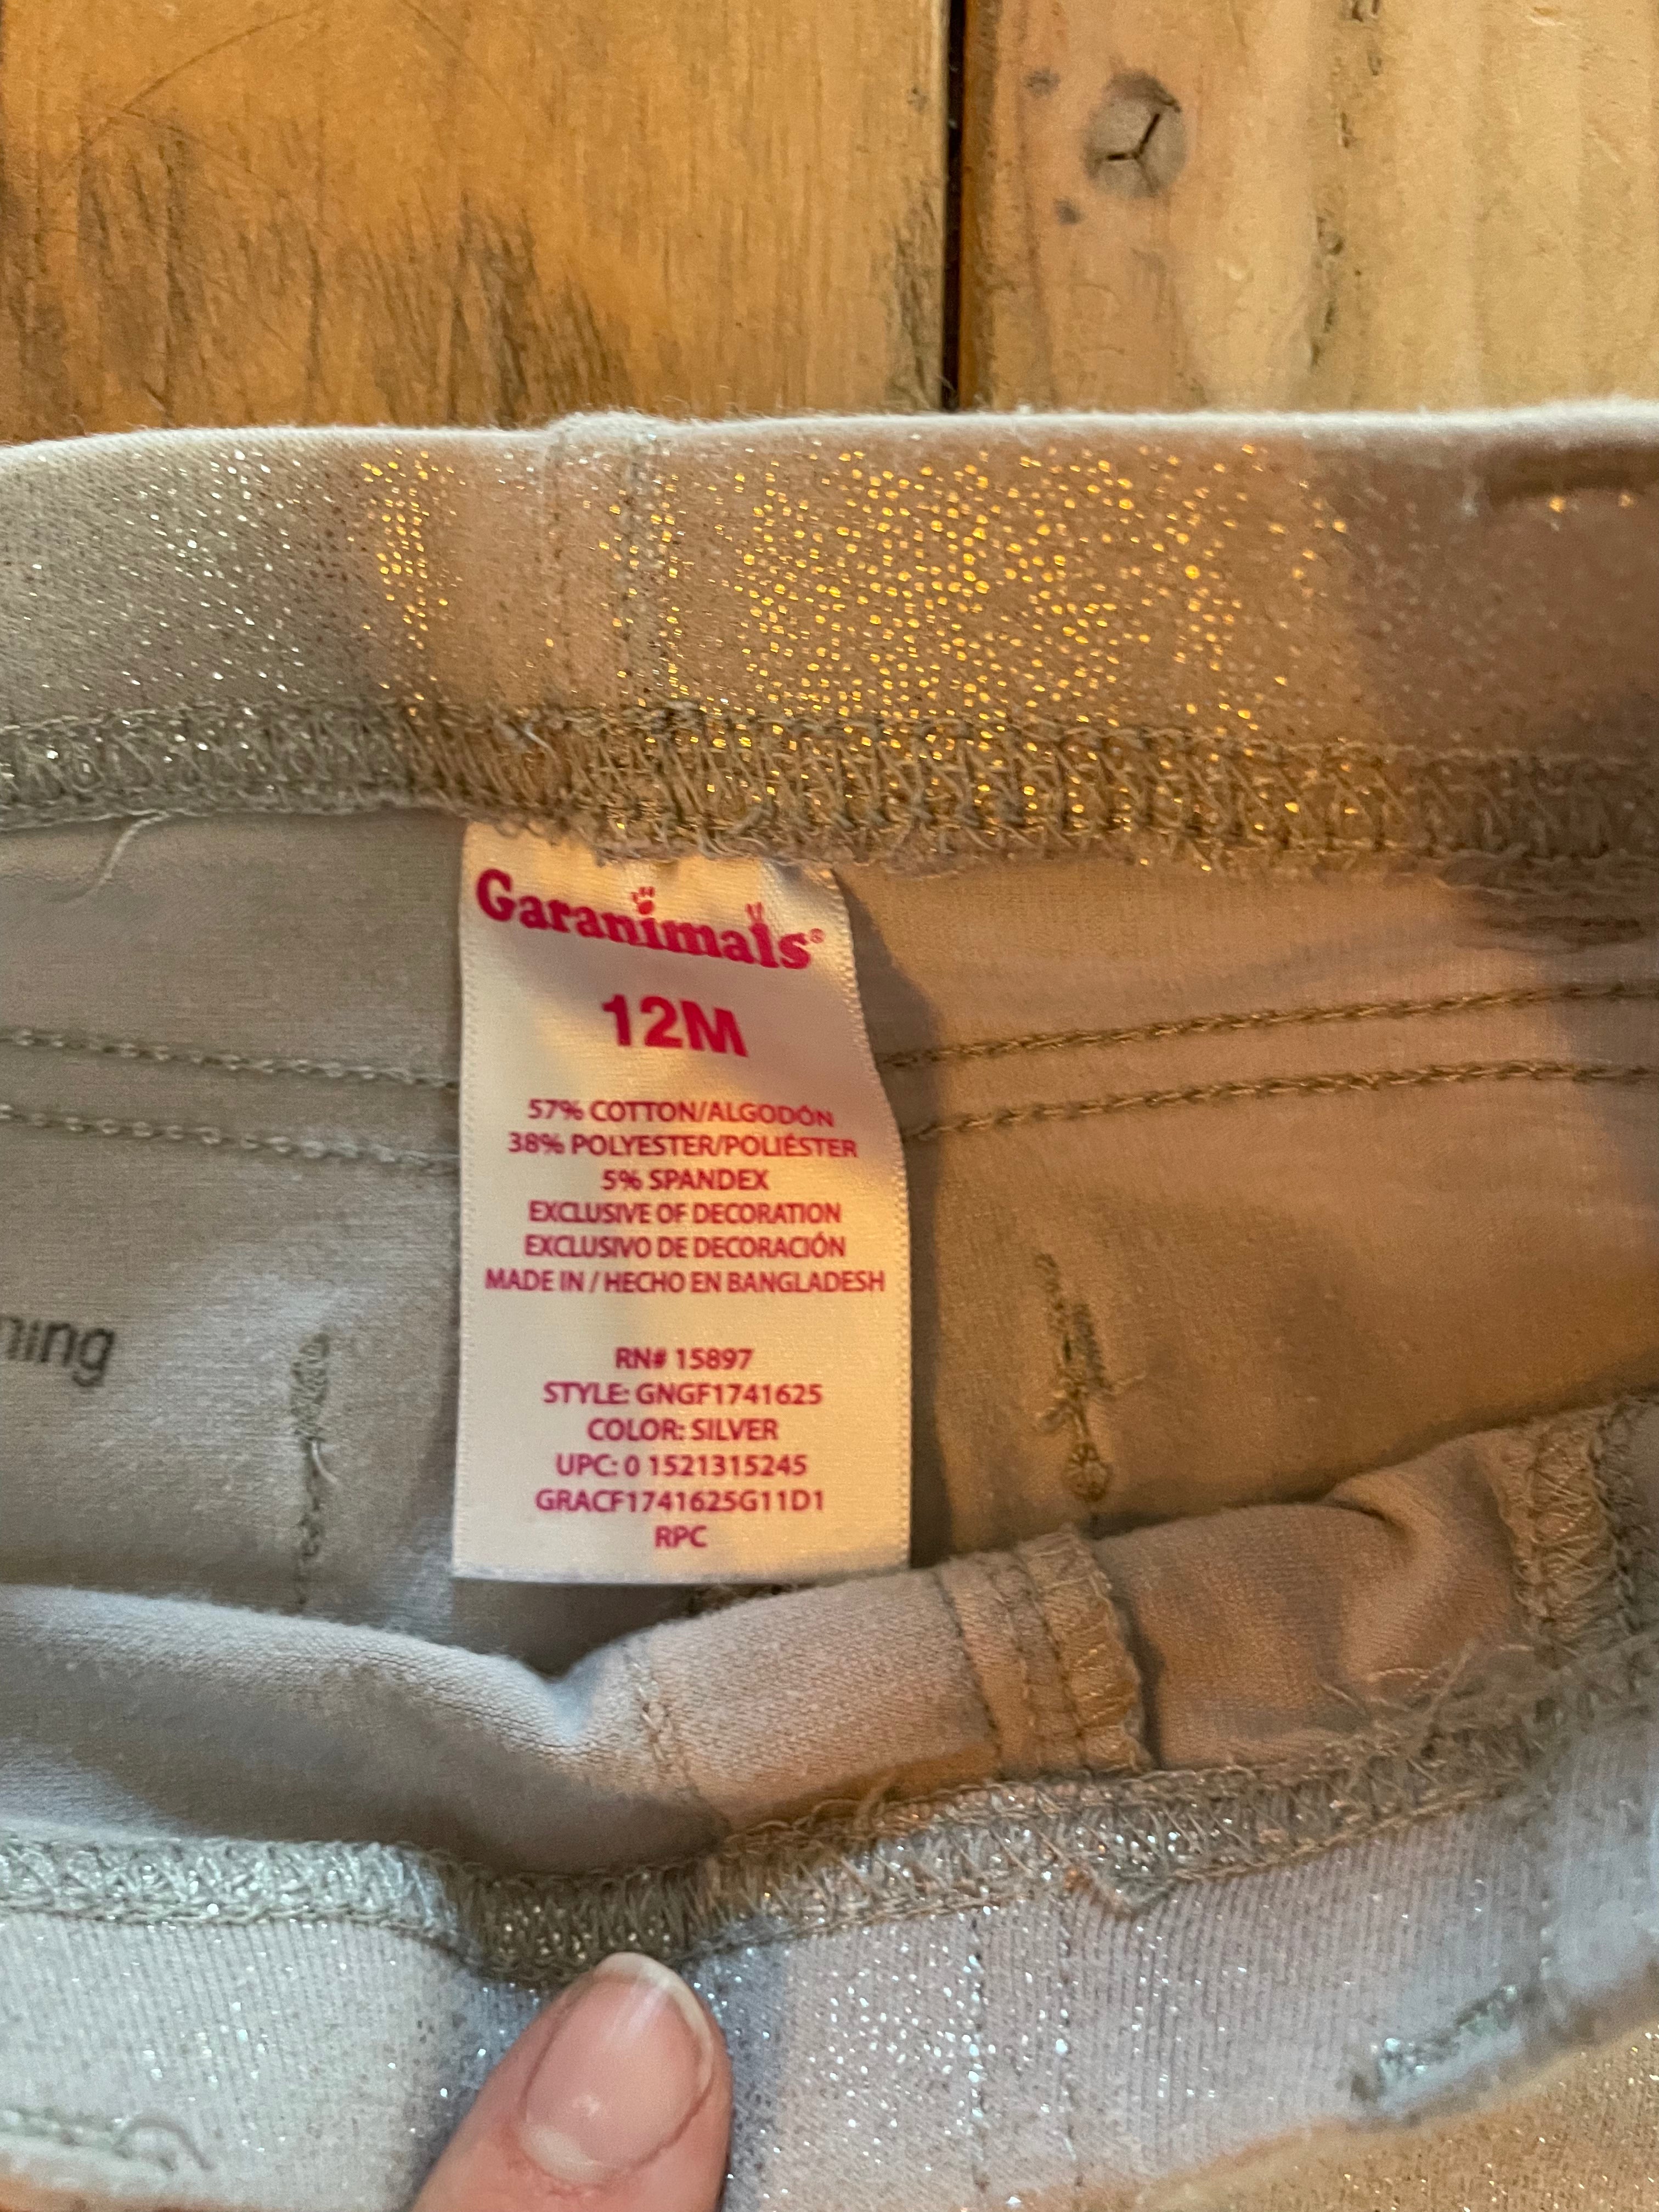 Garanimals®
12M
57% COTTON/ALGODÓN
38% POLYESTER/POLIÉSTER
5% SPANDEX
EXCLUSIVE OF DECORATION
EXCLUSIVO DE DECORACIÓN
MADE IN / HECHO EN BANGLADESH
RN# 15897
STYLE: GNGF1741625
COLOR: SILVER
UPC: 0 1521315245
GRACF1741625G11D1
RPC